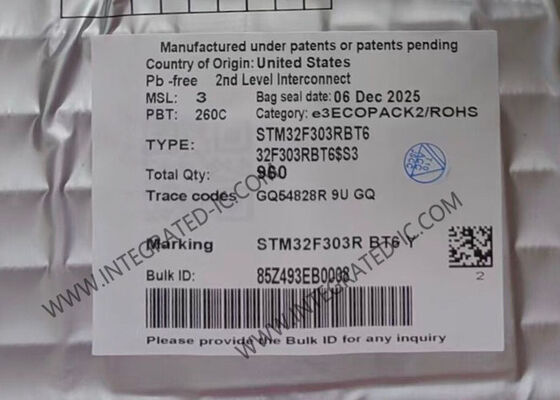 Manufactured under patents or patents pending
Country of Origin: United States
Pb -free 2nd Level Interconnect
MSL: 3 Bag seal date: 06 Dec 2025
PBT: 260C Category: e3ECOPACK2/ROHS
TYPE: STM32F303RBT6
32F303RBT6$S3
Total Qty: 960
Trace codes GQ54828R 9U GQ
Marking STM32F303R BT6 Y
Bulk ID: 85Z493EB0008
2
Please provide the Bulk ID for any inquiry
WWW.INTEGRATED-IC.COM
WWW.INTEGRATED-IC.COM